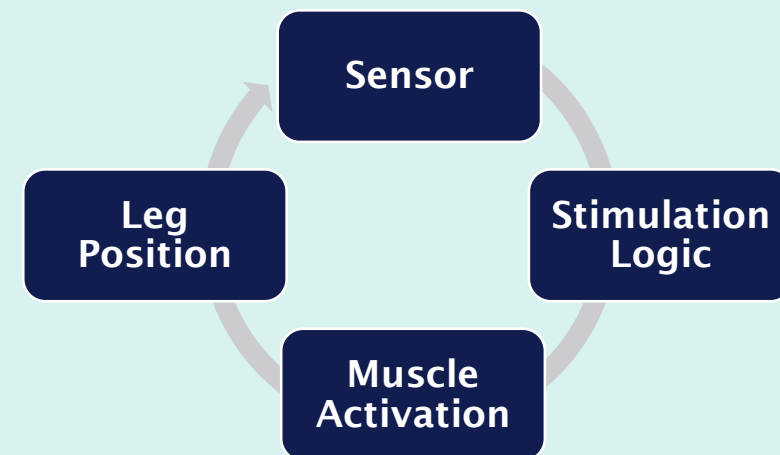 Sensor
Stimulation
Logic
Muscle
Activation
Leg
Position